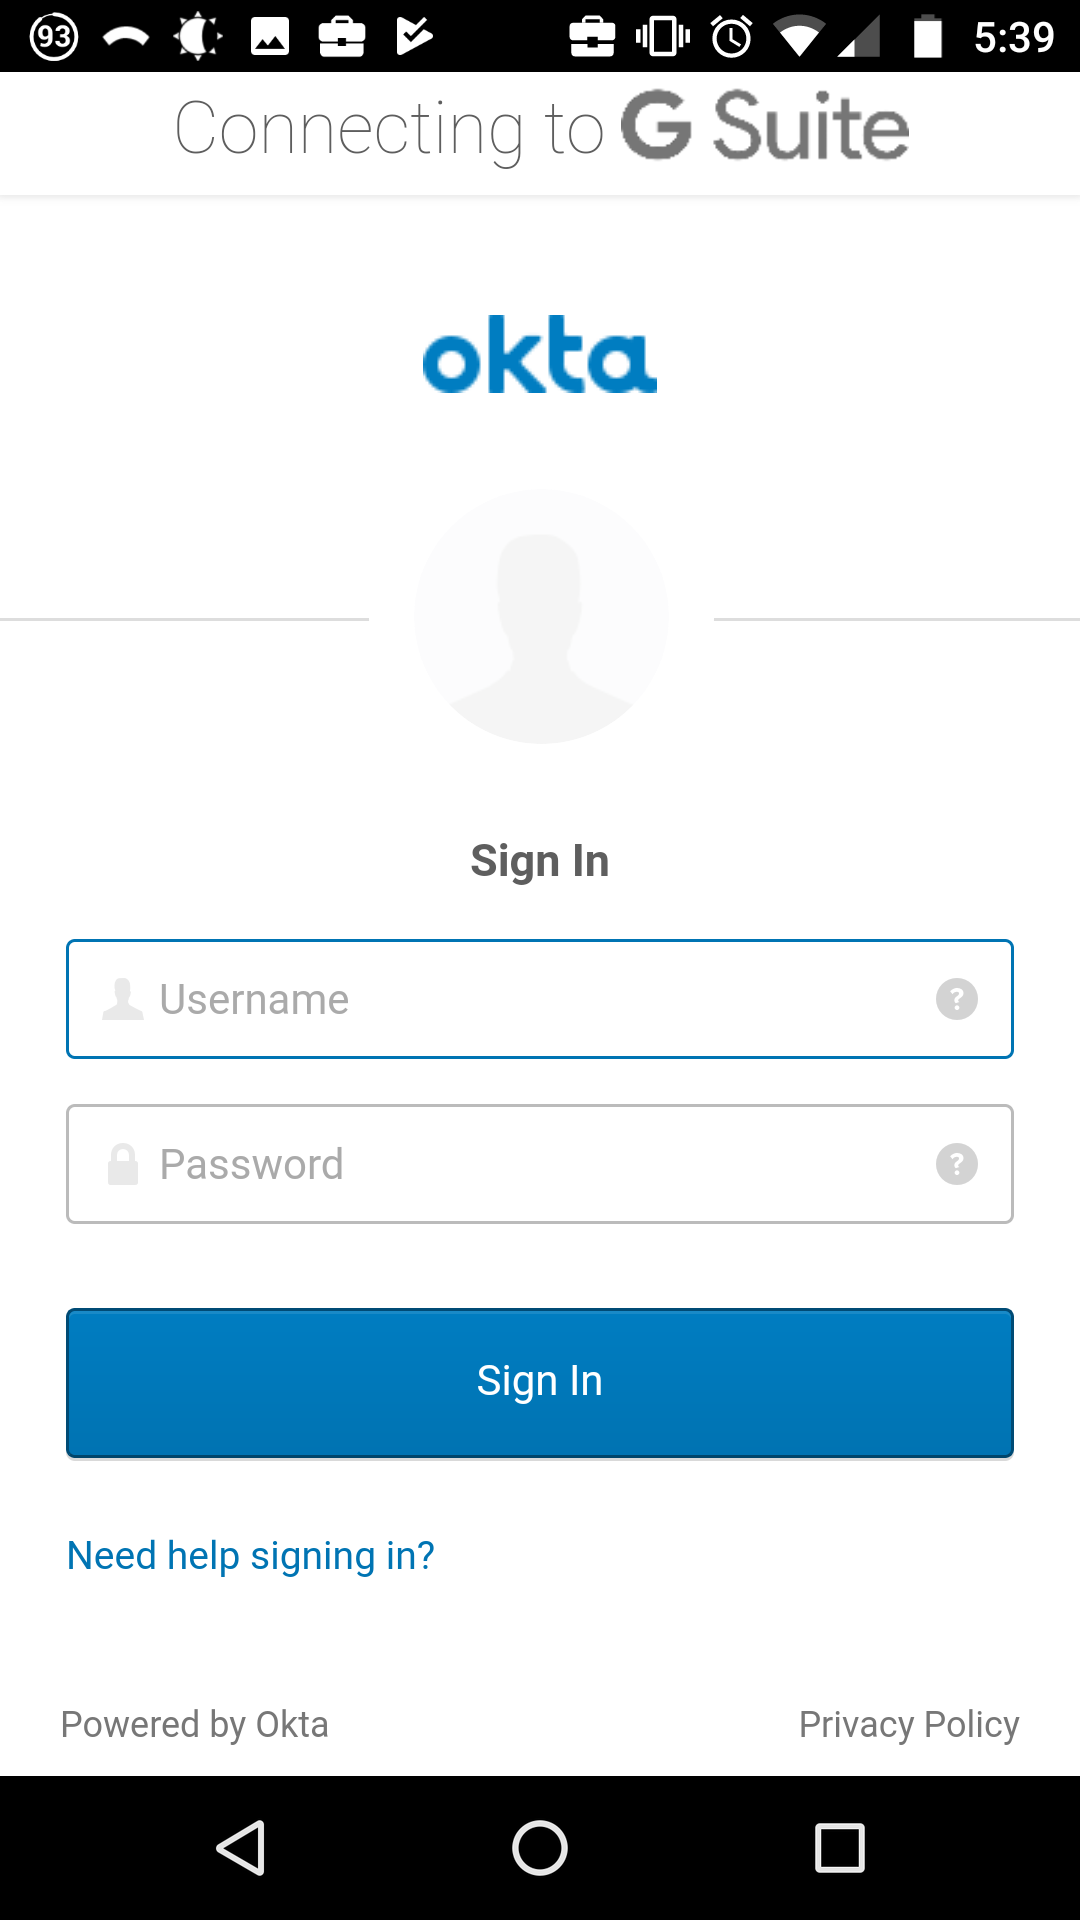 93 5:39
Connecting to G Suite
okta
Sign In
Username ?
Password ?
Sign In
Need help signing in?
Powered by Okta Privacy Policy